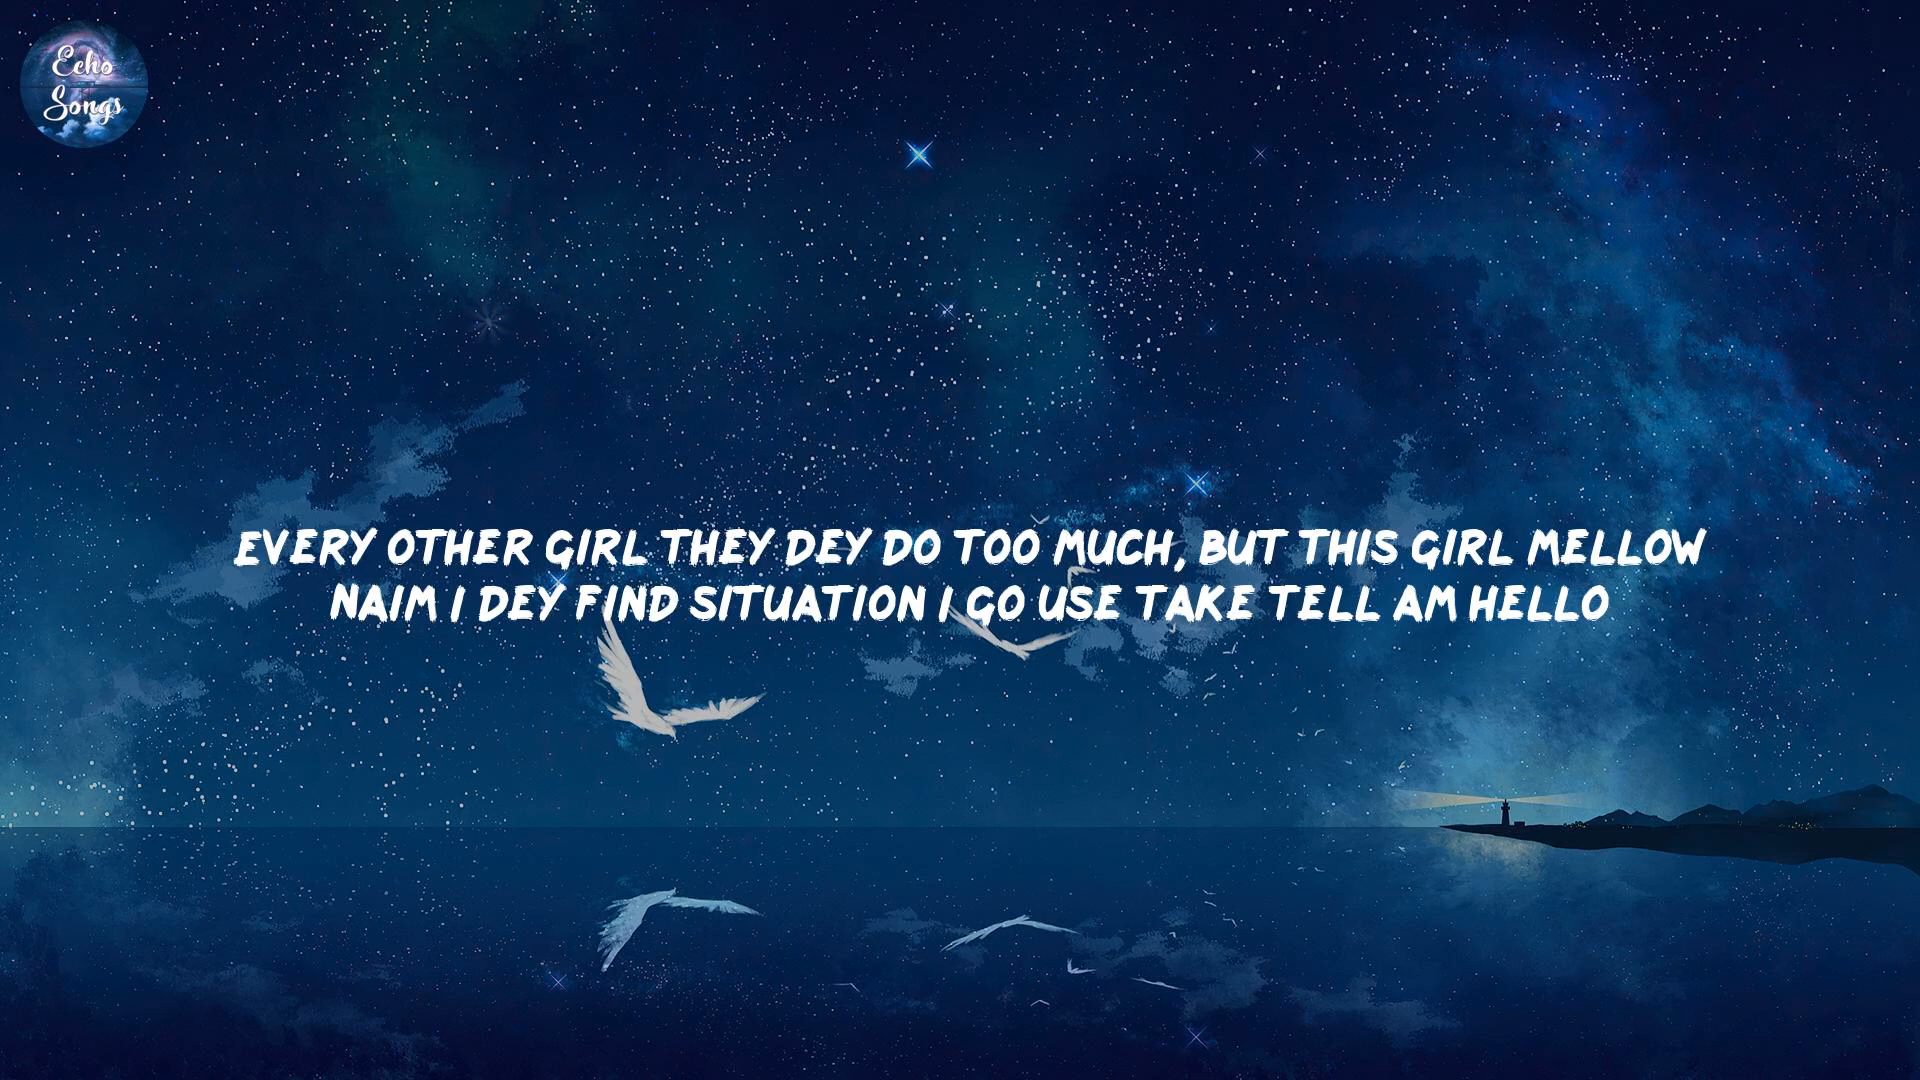 Echo
Songs
EVERY OTHER GIRL THEY DEY DO TOO MUCH, BUT THIS GIRL MELLOW
NAIM I DEY FIND SITUATION I GO USE TAKE TELL AM HELLO